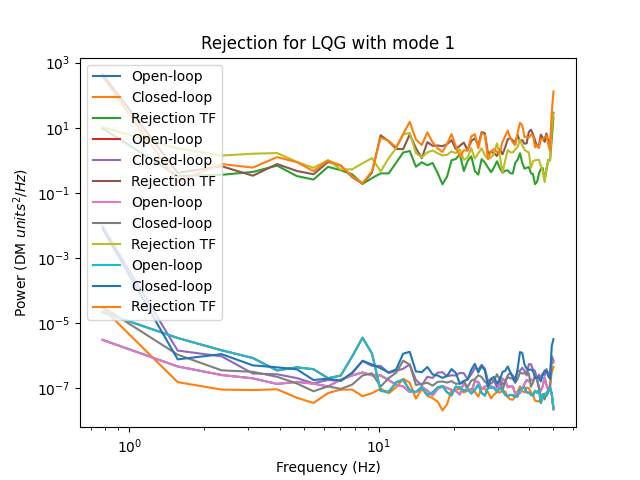 Rejection for LQG with mode 1
10³
10¹
10⁻¹
10⁻³
10⁻⁵
10⁻⁷
Power (DM units²/Hz)
Open-loop
Closed-loop
Rejection TF
Open-loop
Closed-loop
Rejection TF
Open-loop
Closed-loop
Rejection TF
Open-loop
Closed-loop
Rejection TF
10⁰
10¹
Frequency (Hz)